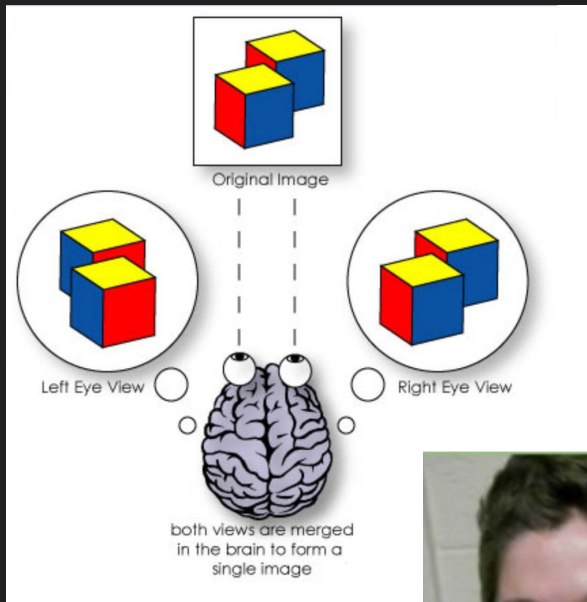 Original Image
Left Eye View
Right Eye View
both views are merged
in the brain to form a
single image